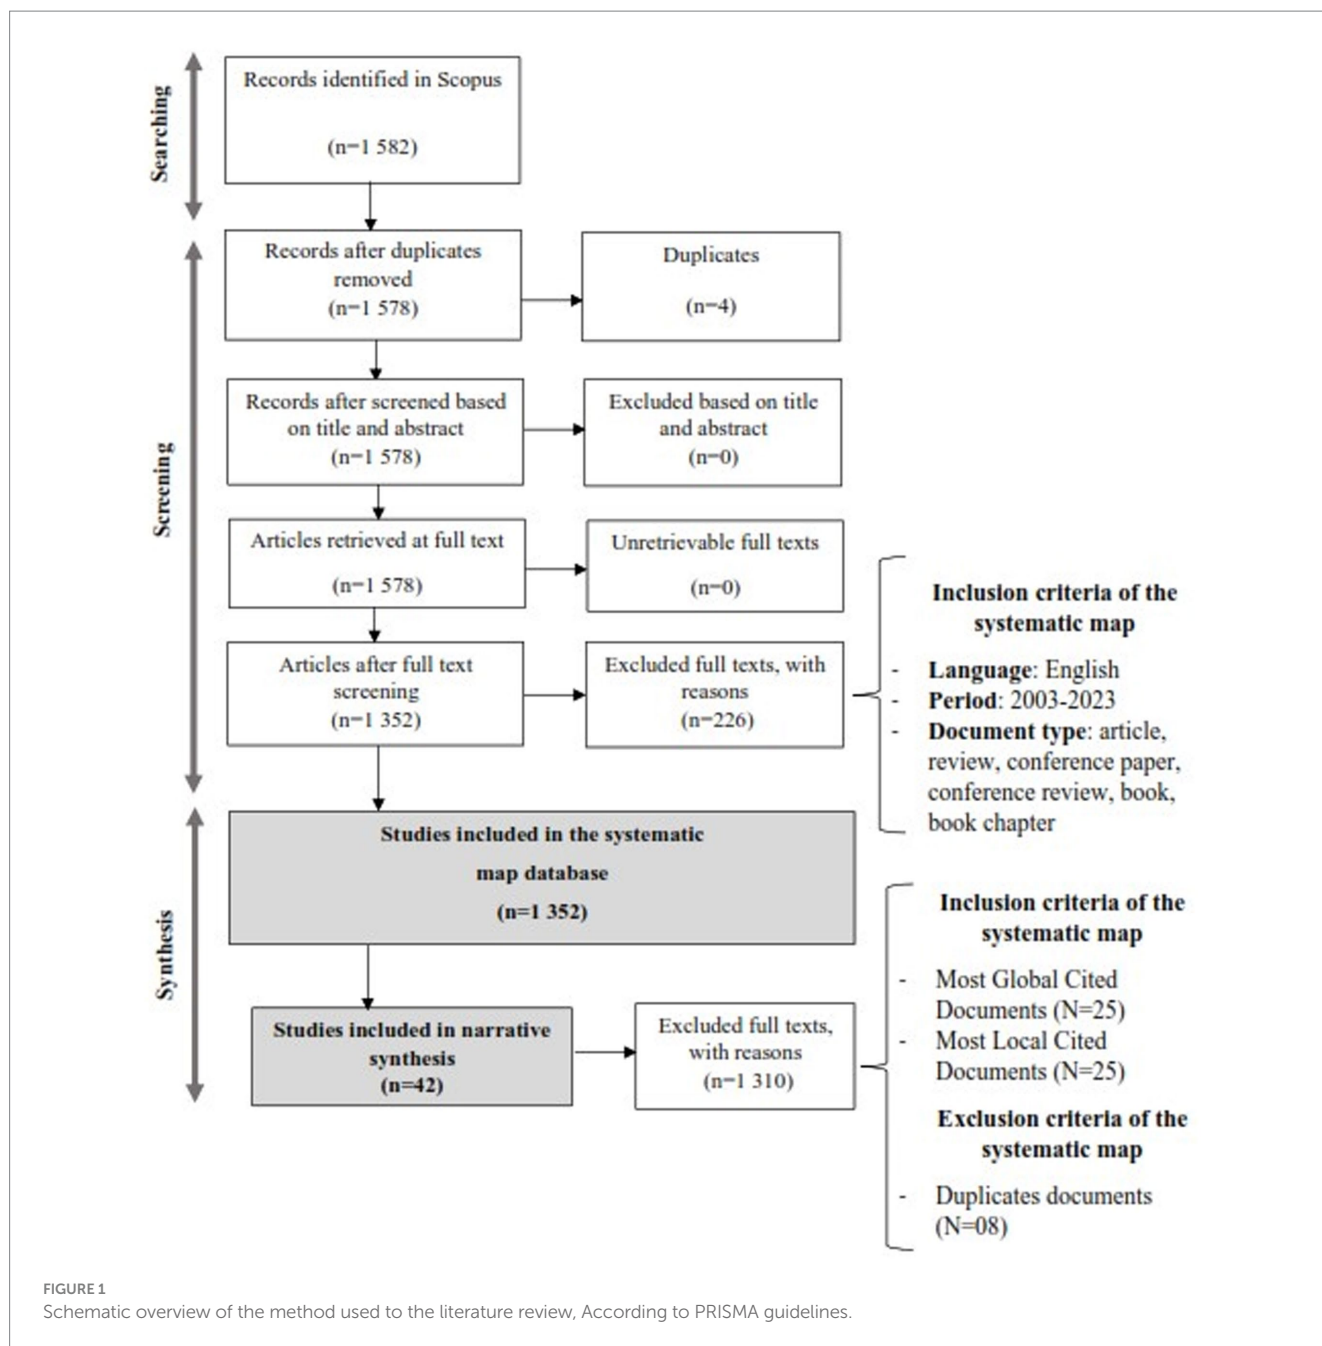 Searching
Records identified in Scopus
(n=1 582)
Screening
Records after duplicates
removed
(n=1 578)
Duplicates
(n=4)
Records after screened based
on title and abstract
(n=1 578)
Excluded based on title
and abstract
(n=0)
Articles retrieved at full text
(n=1 578)
Unretrievable full texts
(n=0)
Articles after full text
screening
(n=1 352)
Excluded full texts, with
reasons
(n=226)
Inclusion criteria of the
systematic map
- Language: English
- Period: 2003-2023
- Document type: article,
review, conference paper,
conference review, book,
book chapter
Synthesis
Studies included in the systematic
map database
(n=1 352)
Studies included in narrative
synthesis
(n=42)
Excluded full texts,
with reasons
(n=1 310)
Inclusion criteria of the
systematic map
- Most Global Cited
Documents (N=25)
- Most Local Cited
Documents (N=25)
Exclusion criteria of the
systematic map
- Duplicates documents
(N=08)
FIGURE 1
Schematic overview of the method used to the literature review, According to PRISMA guidelines.